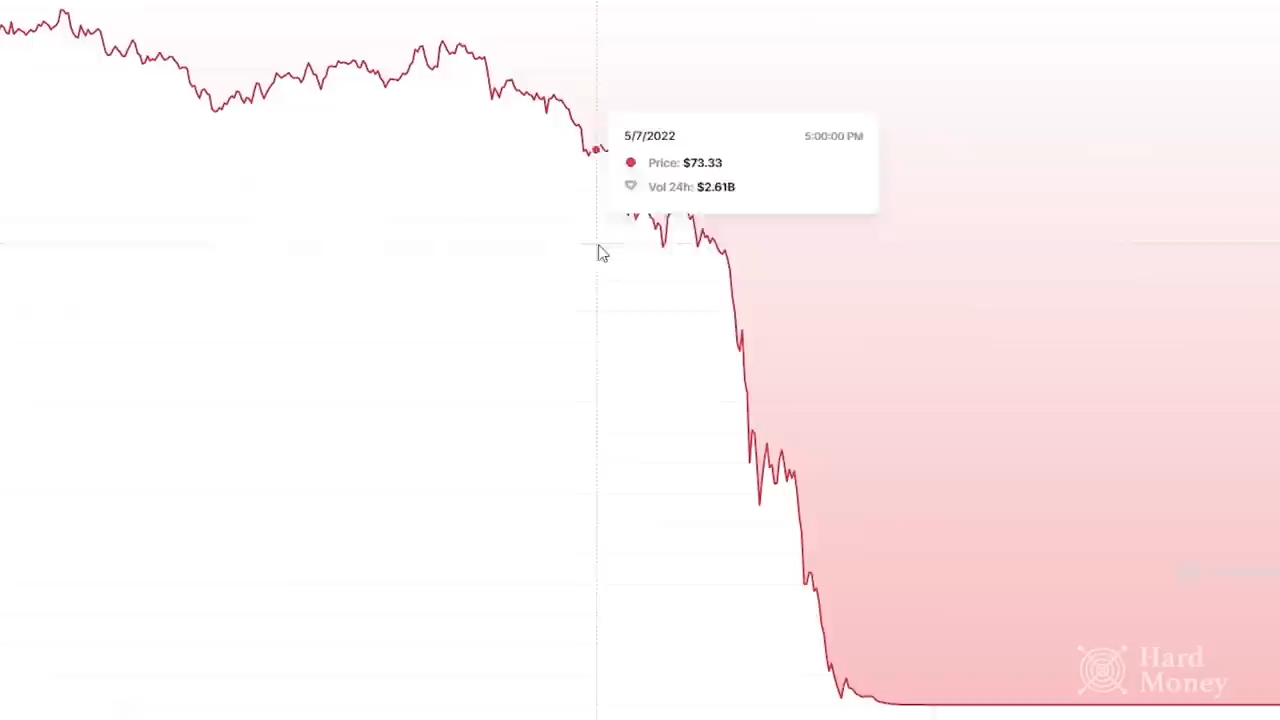 5/7/2022 5:00:00 PM
Price: $73.33
Vol 24h: $2.61B
Hard
Money